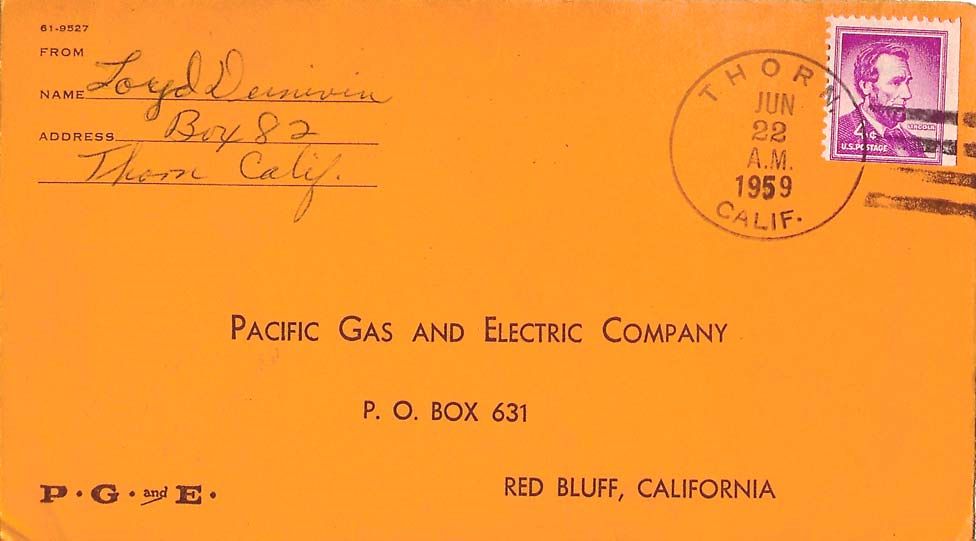 61-9527
FROM
NAME Loyd
ADDRESS Box 82
Thorn Calif.
THORN
JUN
22
A.M.
1959
CALIF.
LINCOLN
4¢
U.S. POSTAGE
PACIFIC GAS AND ELECTRIC COMPANY
P. O. BOX 631
RED BLUFF, CALIFORNIA
P. G. and E.